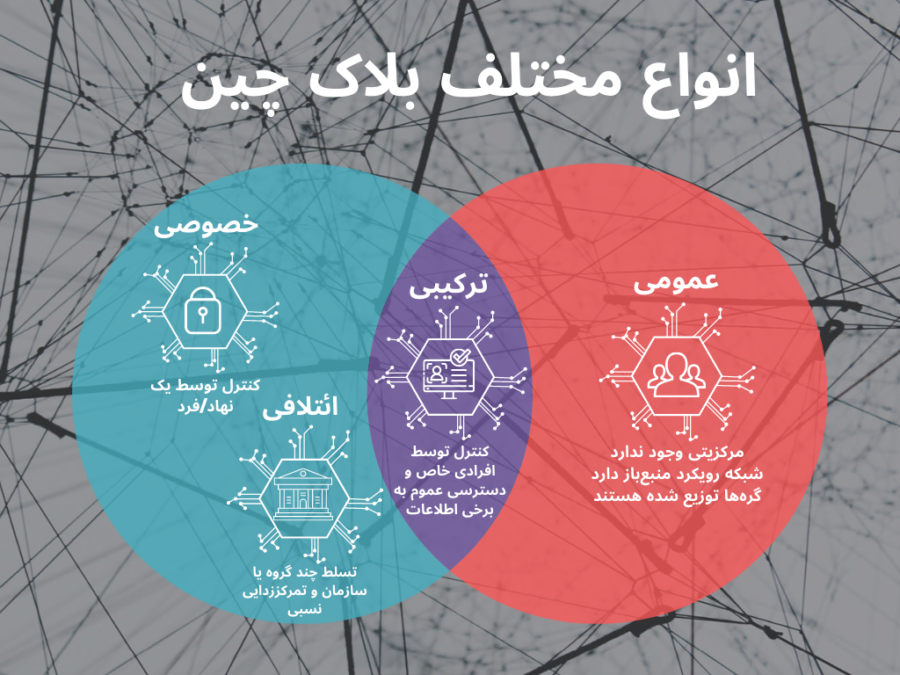 انواع مختلف بلاک چین
خصوصی
کنترل توسط یک
نهاد/فرد
ائتلافی
تسلط چند گروه یا
سازمان و تمرکززدایی
نسبی
ترکیبی
کنترل توسط
افرادی خاص و
دسترسی عموم به
برخی اطلاعات
عمومی
مرکزیتی وجود ندارد
شبکه رویکرد منبع‌باز دارد
گره‌ها توزیع شده هستند